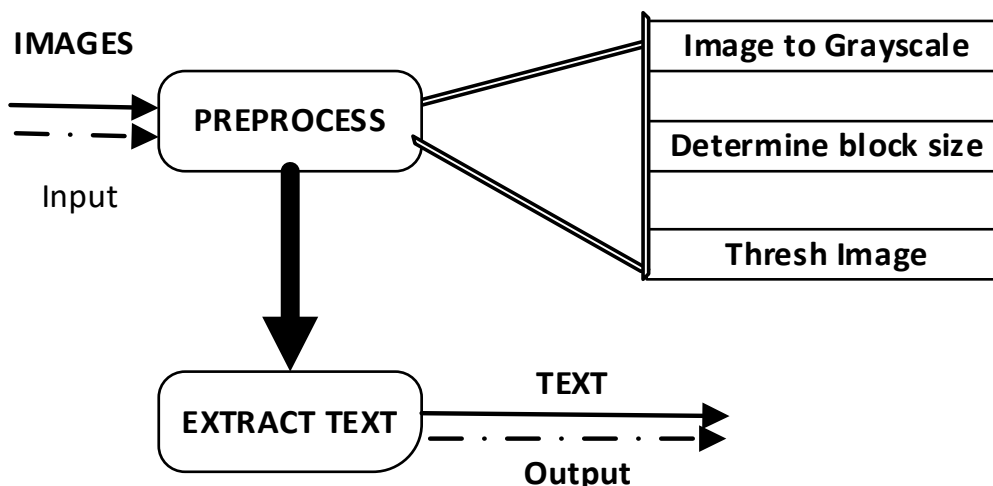 IMAGES
Image to Grayscale
PREPROCESS
Determine block size
Input
Thresh Image
TEXT
EXTRACT TEXT
Output